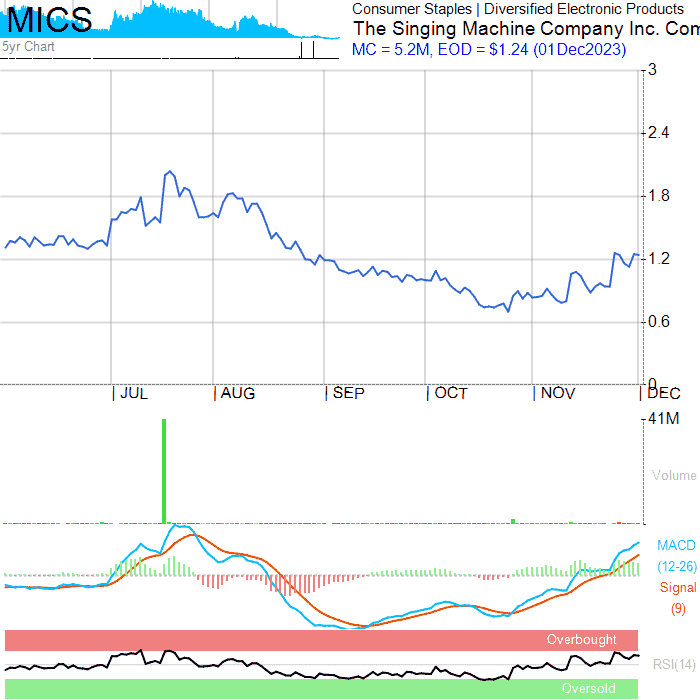 MICS
Consumer Staples | Diversified Electronic Products
5yr Chart
The Singing Machine Company Inc. Com
MC = 5.2M, EOD = $1.24 (01Dec2023)
3
2.4
1.8
1.2
0.6
0
| JUL | AUG | SEP | OCT | NOV | DEC
41M
Volume
MACD
(12-26)
Signal
(9)
Overbought
RSI(14)
Oversold